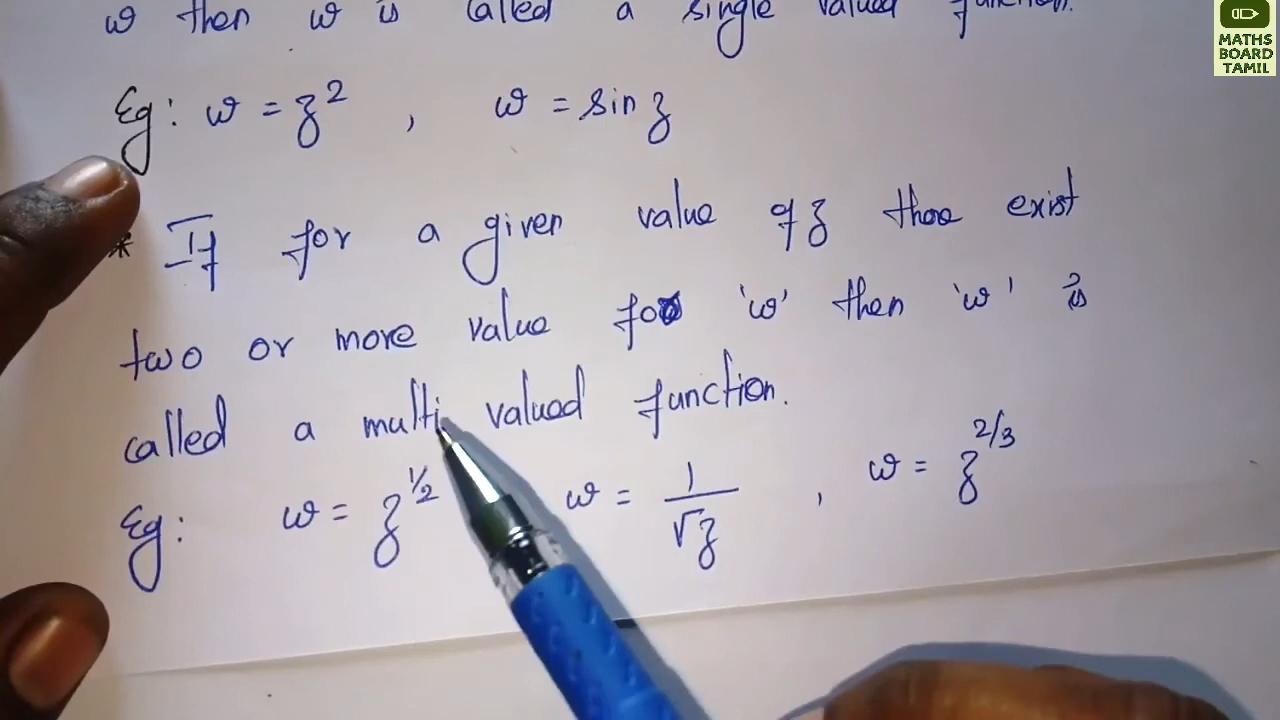 w then w is called a single valued function.
Eg: w = z², w = sin z
* If for a given value of z there exist
two or more value for 'w' then 'w' is
called a multi valued function.
Eg: w = z^1/2 w = 1/√z , w = z^2/3
MATHS
BOARD
TAMIL